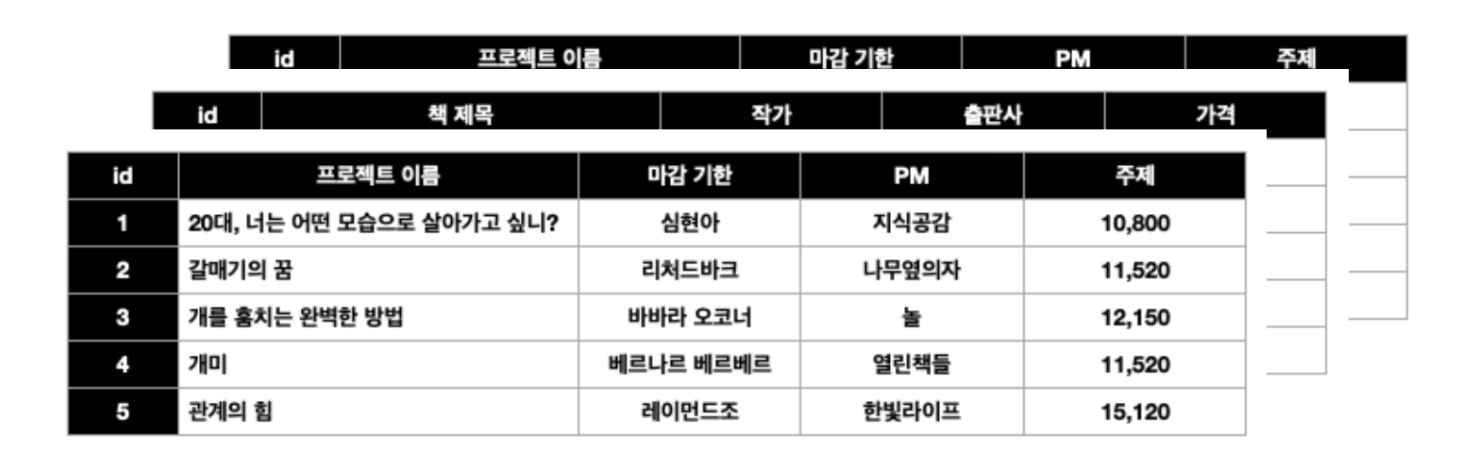 id 프로젝트 이름 마감 기한 PM 주제
id 책 제목 작가 출판사 가격
id 프로젝트 이름 마감 기한 PM 주제
1 20대, 너는 어떤 모습으로 살아가고 싶니? 심현아 지식공감 10,800
2 갈매기의 꿈 리처드바크 나무옆의자 11,520
3 개를 훔치는 완벽한 방법 바바라 오코너 놀 12,150
4 개미 베르나르 베르베르 열린책들 11,520
5 관계의 힘 레이먼드조 한빛라이프 15,120